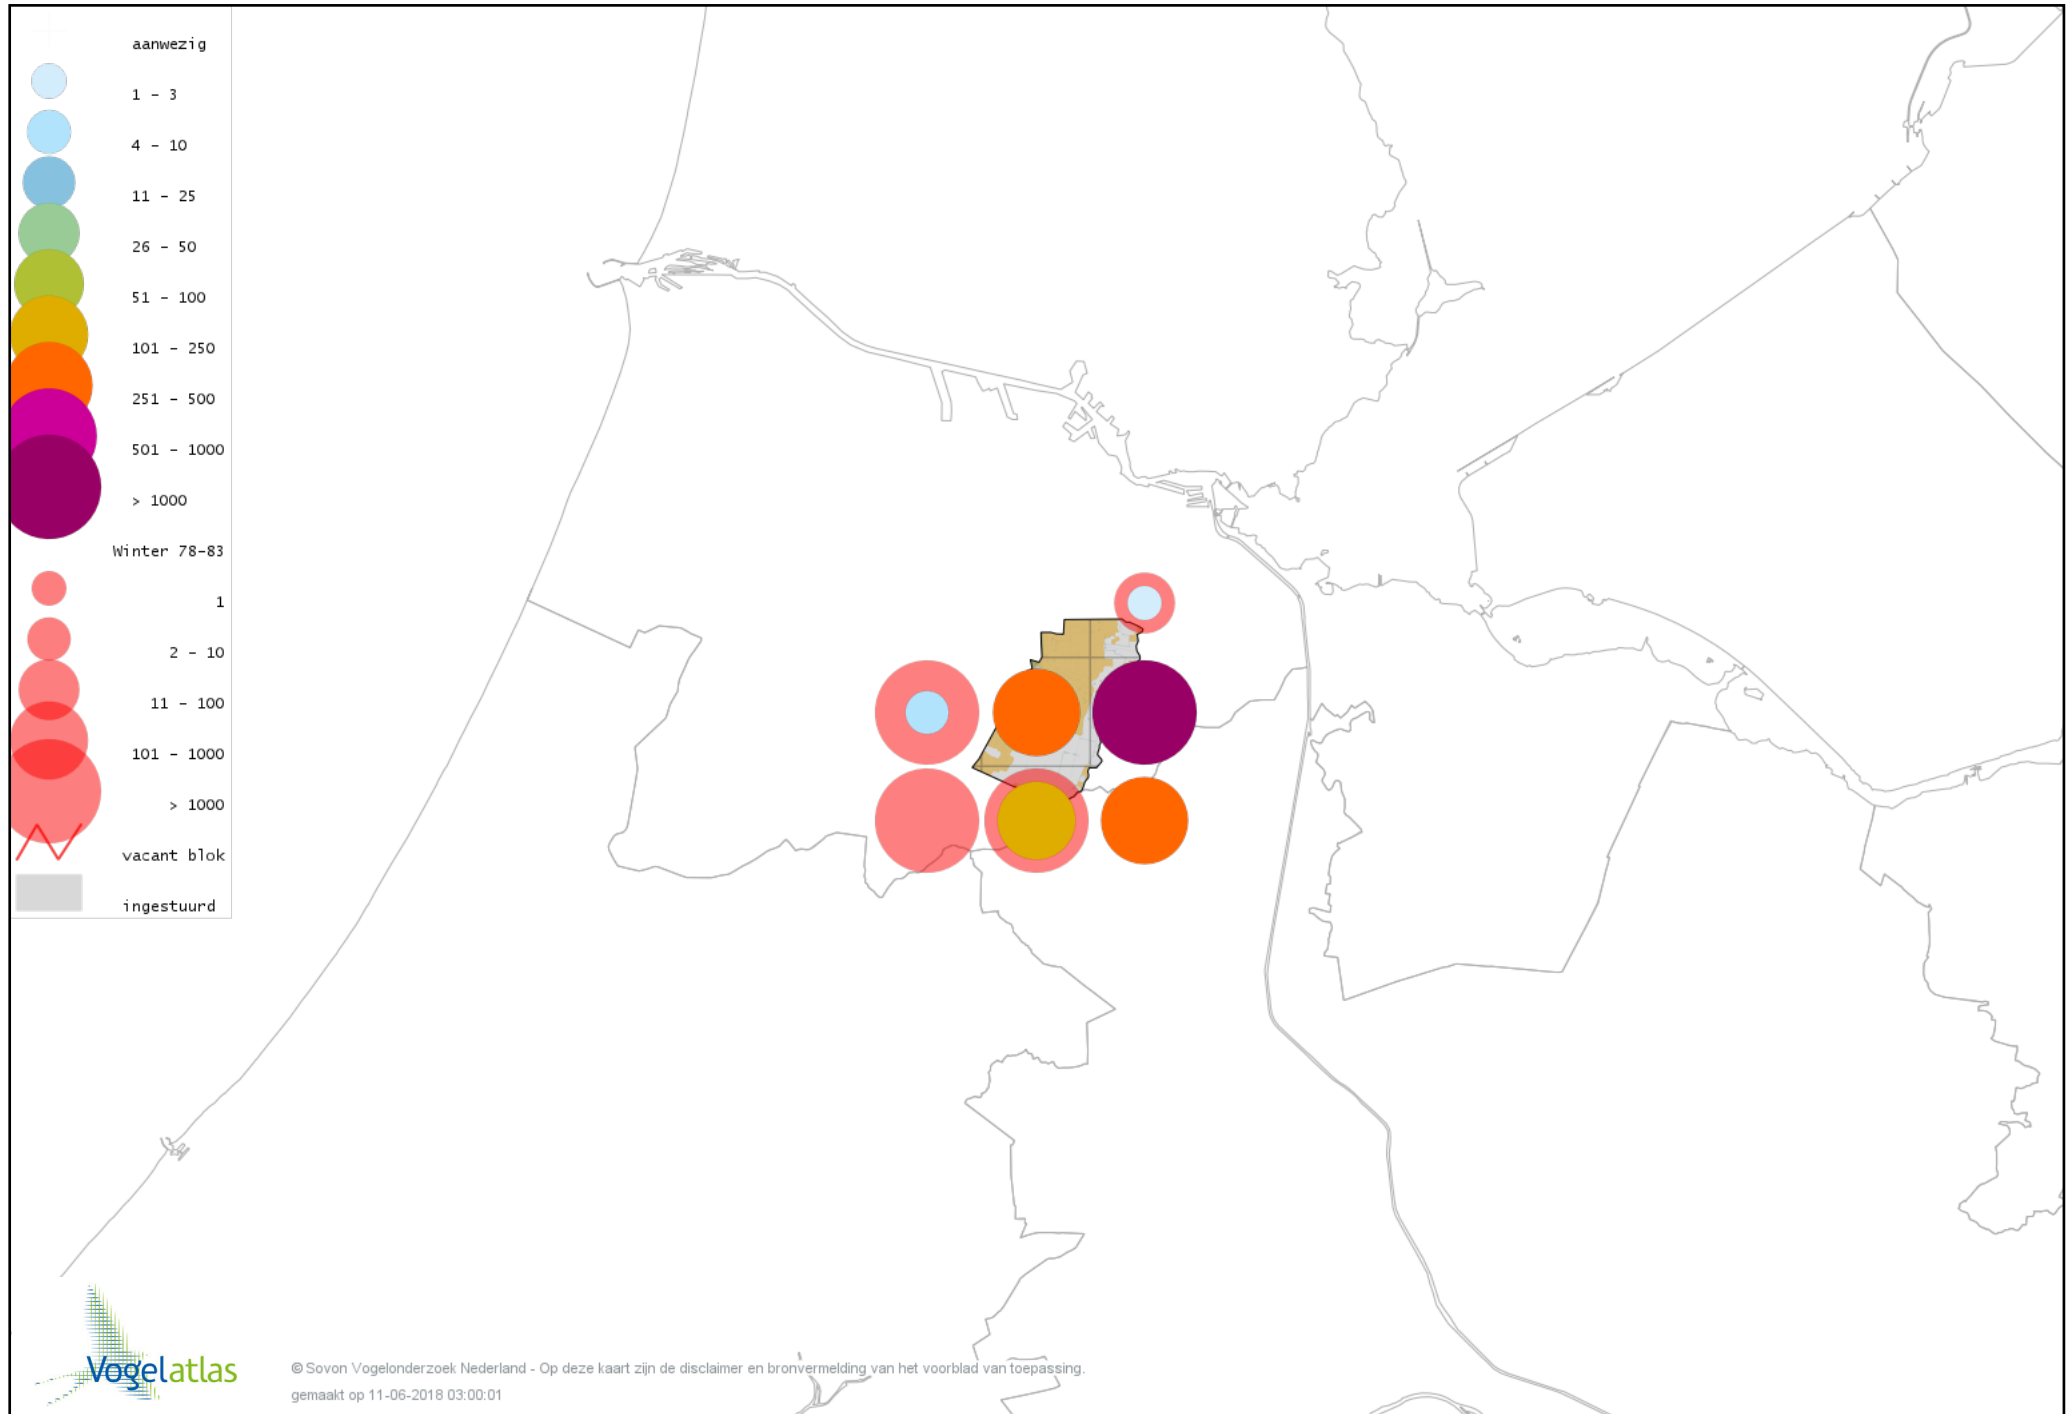 aanwezig
1 - 3
4 - 10
11 - 25
26 - 50
51 - 100
101 - 250
251 - 500
501 - 1000
> 1000
Winter 78-83
1
2 - 10
11 - 100
101 - 1000
> 1000
vacant blok
ingestuurd
Vogelatlas
© Sovon Vogelonderzoek Nederland - Op deze kaart zijn de disclaimer en bronvermelding van het voorblad van toepassing.
gemaakt op 11-06-2018 03:00:01